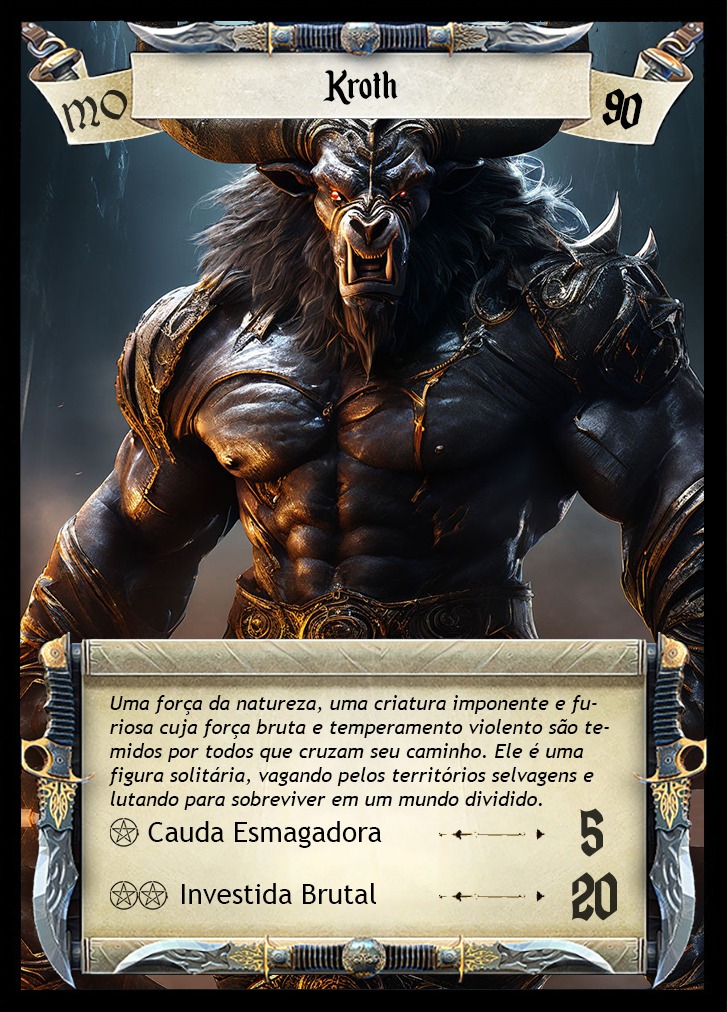 Kroth
MO
90
Uma força da natureza, uma criatura imponente e fu-
riosa cuja força bruta e temperamento violento são te-
midos por todos que cruzam seu caminho. Ele é uma
figura solitária, vagando pelos territórios selvagens e
lutando para sobreviver em um mundo dividido.
Cauda Esmagadora 5
Investida Brutal 20